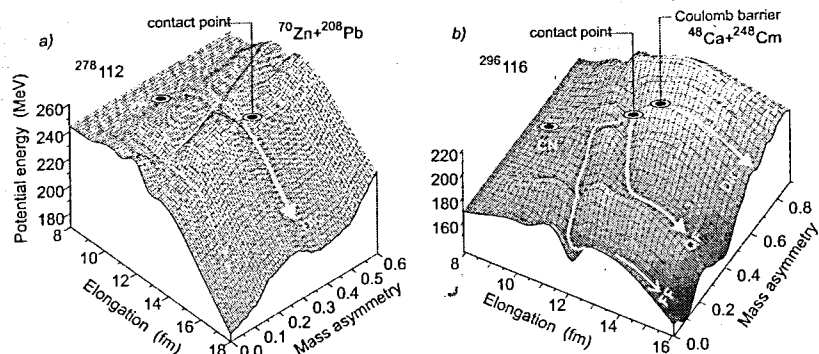 a)
contact point
⁷⁰Zn+²⁰⁸Pb
²⁷⁸112
Potential energy (MeV)
260
240
220
200
180
8
10
12
14
16
18
Elongation (fm)
0.0
0.1
0.2
0.3
0.4
0.5
0.6
Mass asymmetry
b)
contact point
Coulomb barrier
⁴⁸Ca+²⁴⁸Cm
²⁹⁶116
CN
220
200
180
160
8
10
12
14
16
Elongation (fm)
0.0
0.2
0.4
0.6
0.8
Mass asymmetry